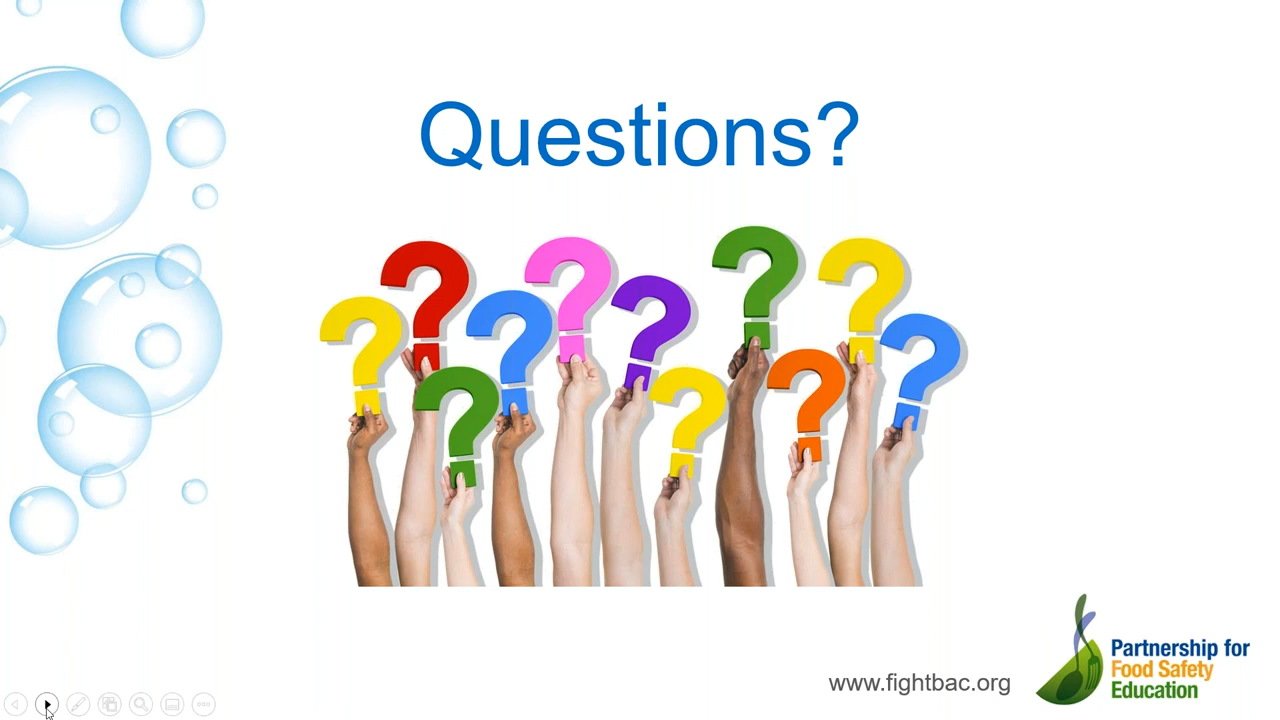 Questions?
www.fightbac.org
Partnership for
Food Safety
Education